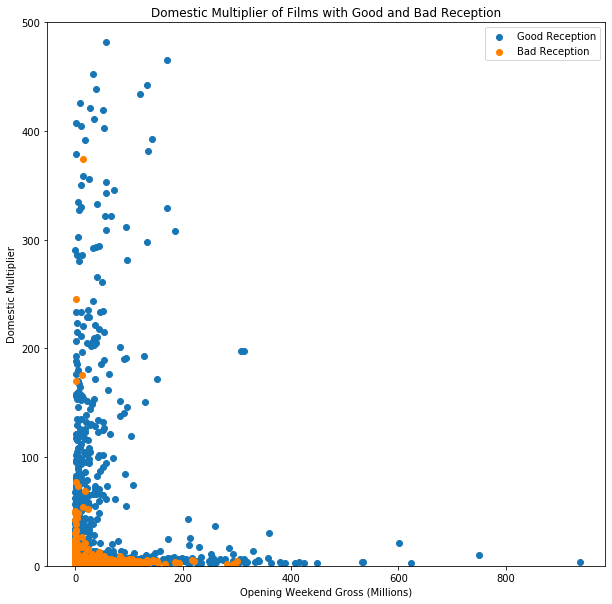 Domestic Multiplier of Films with Good and Bad Reception
500
Good Reception
Bad Reception
400
300
Domestic Multiplier
200
100
0
0 200 400 600 800
Opening Weekend Gross (Millions)